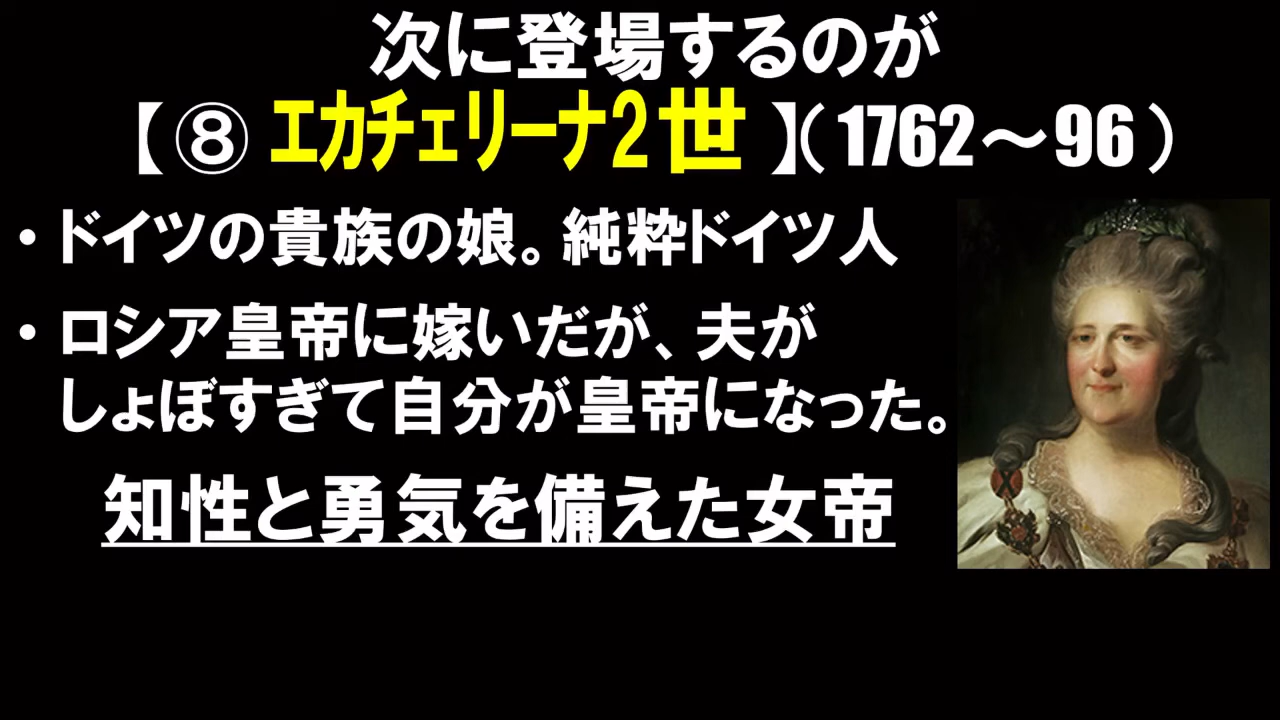 次に登場するのが
【⑧エカチェリーナ2世】(1762～96)
・ドイツの貴族の娘。純粋ドイツ人
・ロシア皇帝に嫁いだが、夫が
しょぼすぎて自分が皇帝になった。
知性と勇気を備えた女帝